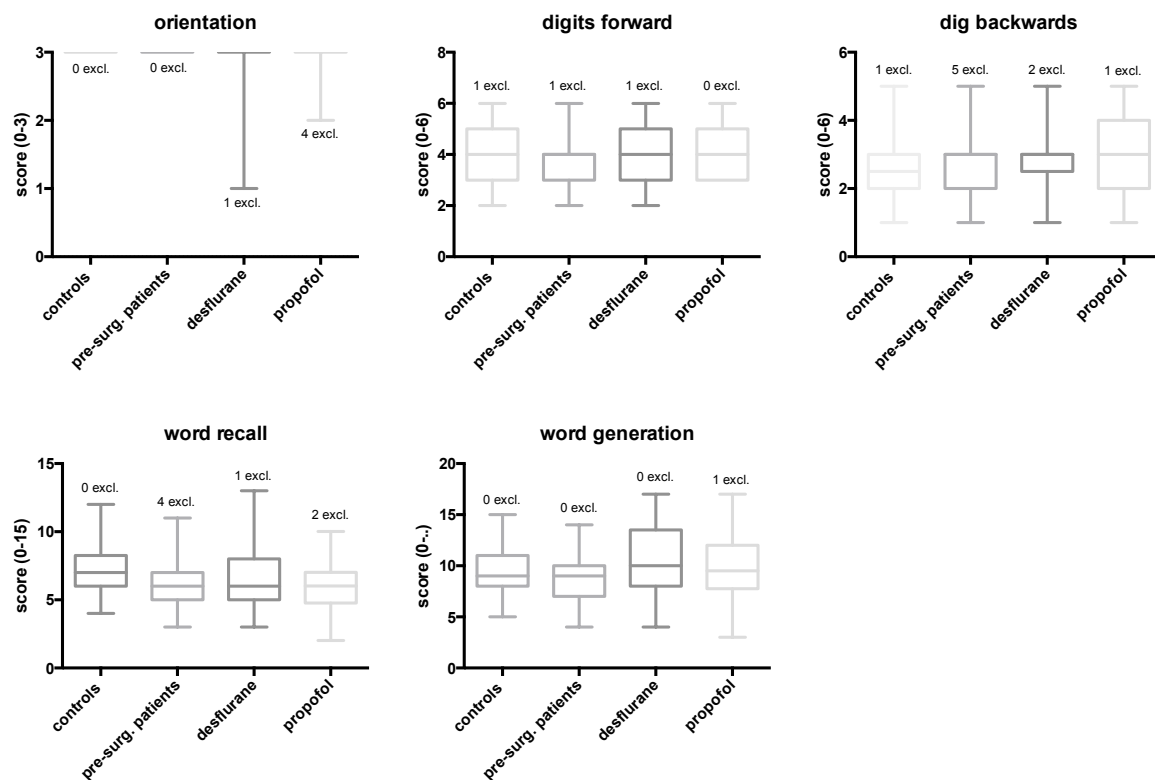 orientation
score (0-3)
3
2
1
0
0 excl.
0 excl.
1 excl.
4 excl.
controls
pre-surg. patients
desflurane
propofol
digits forward
score (0-6)
8
6
4
2
0
1 excl.
1 excl.
1 excl.
0 excl.
controls
pre-surg. patients
desflurane
propofol
dig backwards
score (0-6)
6
4
2
0
1 excl.
5 excl.
2 excl.
1 excl.
controls
pre-surg. patients
desflurane
propofol
word recall
score (0-15)
15
10
5
0
0 excl.
4 excl.
1 excl.
2 excl.
controls
pre-surg. patients
desflurane
propofol
word generation
score (0-..)
20
15
10
5
0
0 excl.
0 excl.
0 excl.
1 excl.
controls
pre-surg. patients
desflurane
propofol